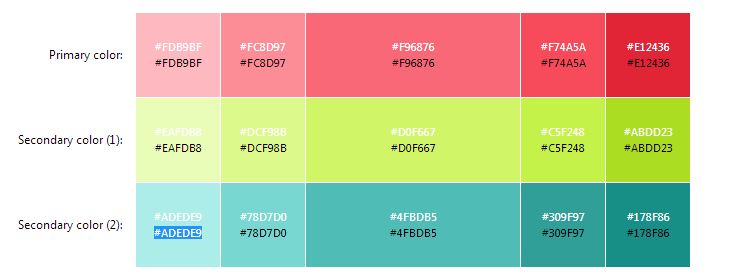 Primary color:
#FDB9BF #FC8D97 #F96876 #F74A5A #E12436
#FDB9BF #FC8D97 #F96876 #F74A5A #E12436
Secondary color (1):
#EAFDB8 #DCF98B #D0F667 #C5F248 #ABDD23
#EAFDB8 #DCF98B #D0F667 #C5F248 #ABDD23
Secondary color (2):
#ADEDE9 #78D7D0 #4FBDB5 #309F97 #178F86
#ADEDE9 #78D7D0 #4FBDB5 #309F97 #178F86